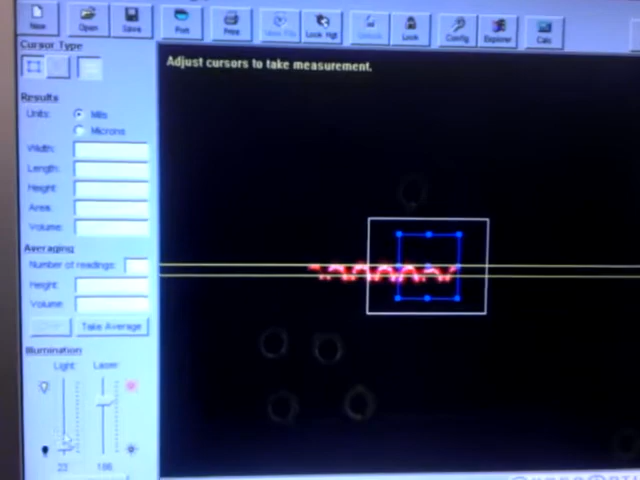 New Open Save Port Print Look Hgt Look Config Explorer Calc
Cursor Type
Adjust cursors to take measurement.
Results
Units: Mils
Microns
Width:
Length:
Height:
Area:
Volume:
Averaging
Number of readings:
Height:
Volume:
Take Average
Illumination
Light: Laser:
23 186